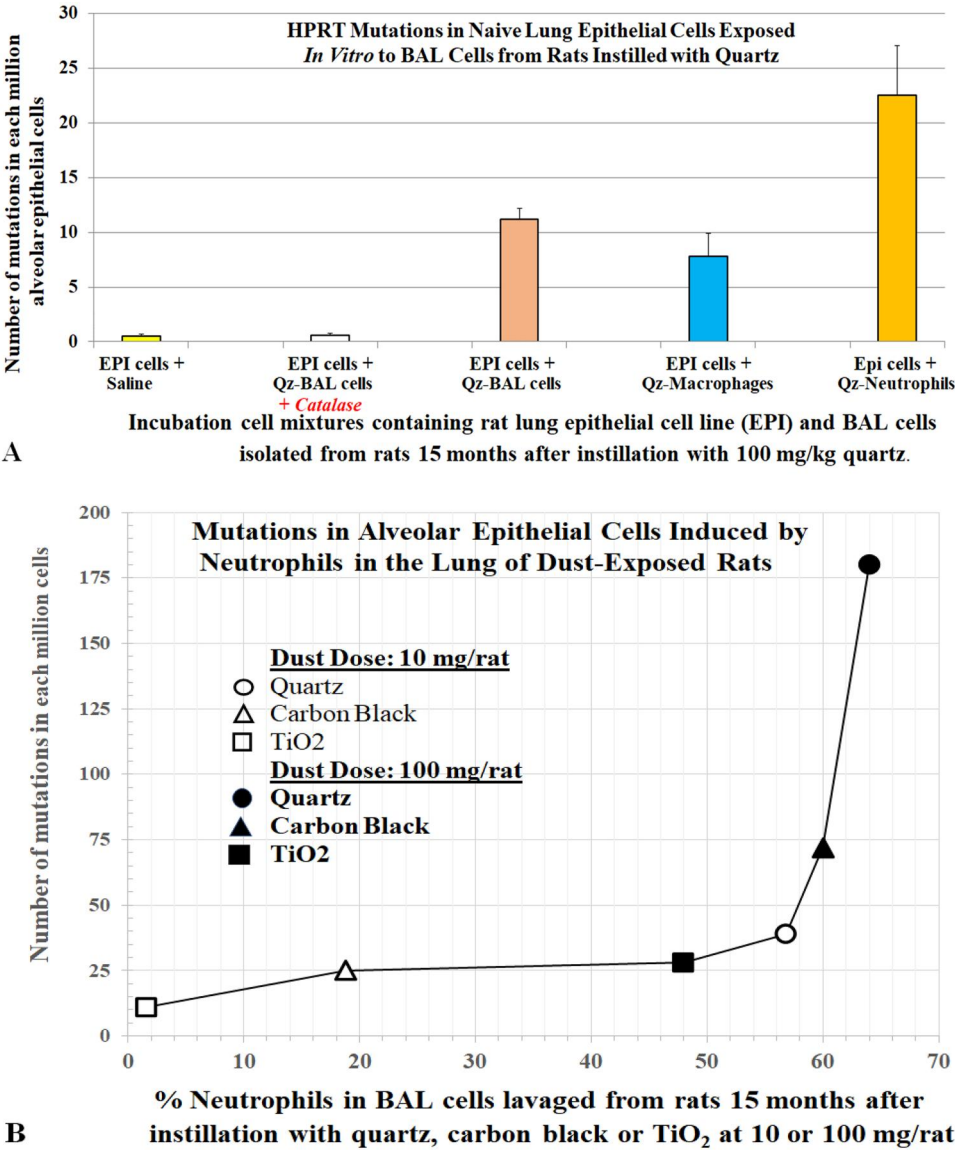 HPRT Mutations in Naive Lung Epithelial Cells Exposed
In Vitro to BAL Cells from Rats Instilled with Quartz
Number of mutations in each million
alveolar epithelial cells
30
25
20
15
10
5
0
EPI cells +
Saline
EPI cells +
Qz-BAL cells
+ Catalase
EPI cells +
Qz-BAL cells
EPI cells +
Qz-Macrophages
Epi cells +
Qz-Neutrophils
Incubation cell mixtures containing rat lung epithelial cell line (EPI) and BAL cells
isolated from rats 15 months after instillation with 100 mg/kg quartz.
A
Mutations in Alveolar Epithelial Cells Induced by
Neutrophils in the Lung of Dust-Exposed Rats
Number of mutations in each million cells
200
175
150
125
100
75
50
25
0
Dust Dose: 10 mg/rat
Quartz
Carbon Black
TiO2
Dust Dose: 100 mg/rat
Quartz
Carbon Black
TiO2
0 10 20 30 40 50 60 70
% Neutrophils in BAL cells lavaged from rats 15 months after
instillation with quartz, carbon black or TiO₂ at 10 or 100 mg/rat
B